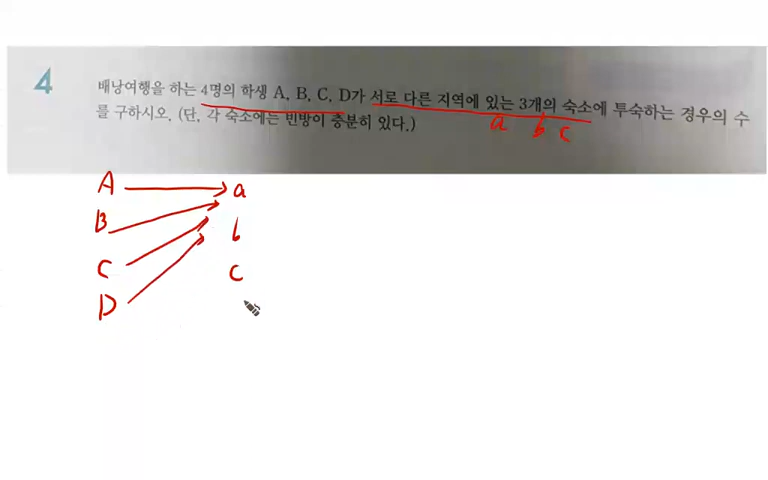 4
배낭여행을 하는 4명의 학생 A, B, C, D가 서로 다른 지역에 있는 3개의 숙소에 투숙하는 경우의 수
를 구하시오. (단, 각 숙소에는 빈방이 충분히 있다.)
a b c
A a
B b
C c
D